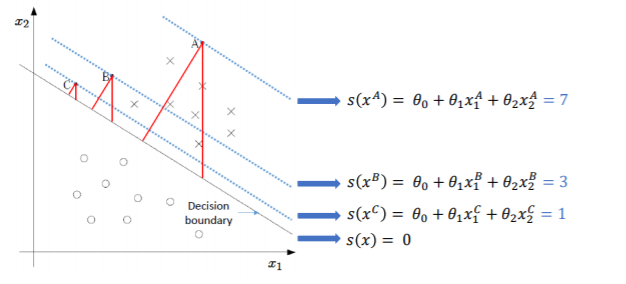 x₂
A
s(x^A) = θ₀ + θ₁x₁^A + θ₂x₂^A = 7
B
C
s(x^B) = θ₀ + θ₁x₁^B + θ₂x₂^B = 3
Decision
boundary
s(x^C) = θ₀ + θ₁x₁^C + θ₂x₂^C = 1
s(x) = 0
x₁